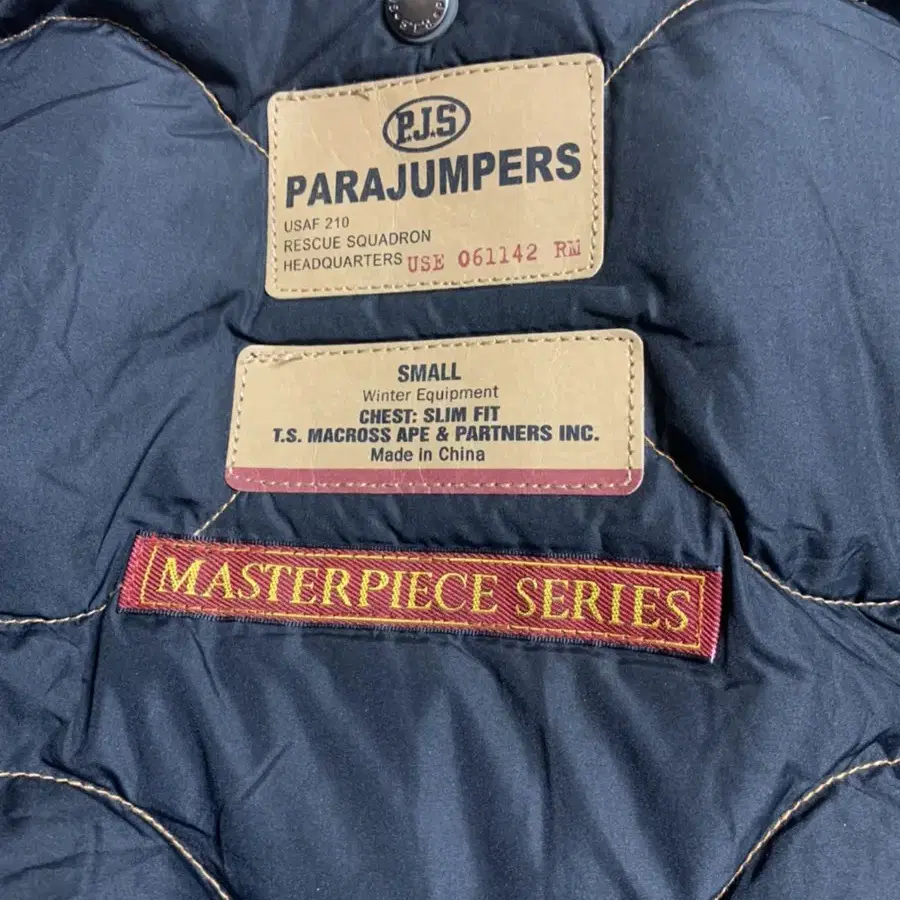 P.J.S
PARAJUMPERS
USAF 210
RESCUE SQUADRON
HEADQUARTERS USE 061142 RM
SMALL
Winter Equipment
CHEST: SLIM FIT
T.S. MACROSS APE & PARTNERS INC.
Made in China
MASTERPIECE SERIES